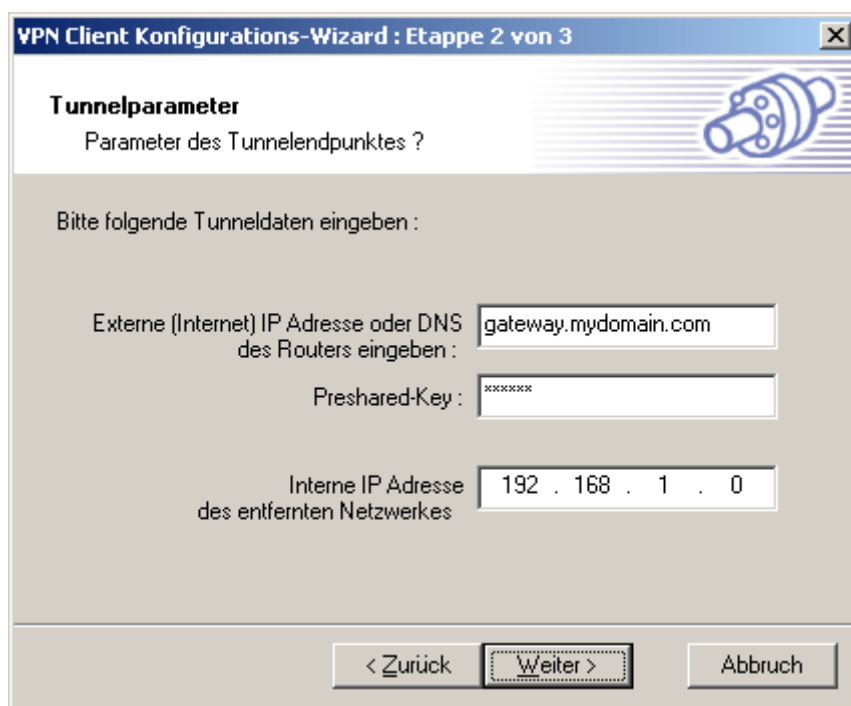 VPN Client Konfigurations-Wizard : Etappe 2 von 3
Tunnelparameter
Parameter des Tunnelendpunktes ?
Bitte folgende Tunneldaten eingeben :
Externe (Internet) IP Adresse oder DNS
des Routers eingeben :
gateway.mydomain.com
Preshared-Key :
******
Interne IP Adresse
des entfernten Netzwerkes
192 . 168 . 1 . 0
< Zurück
Weiter >
Abbruch